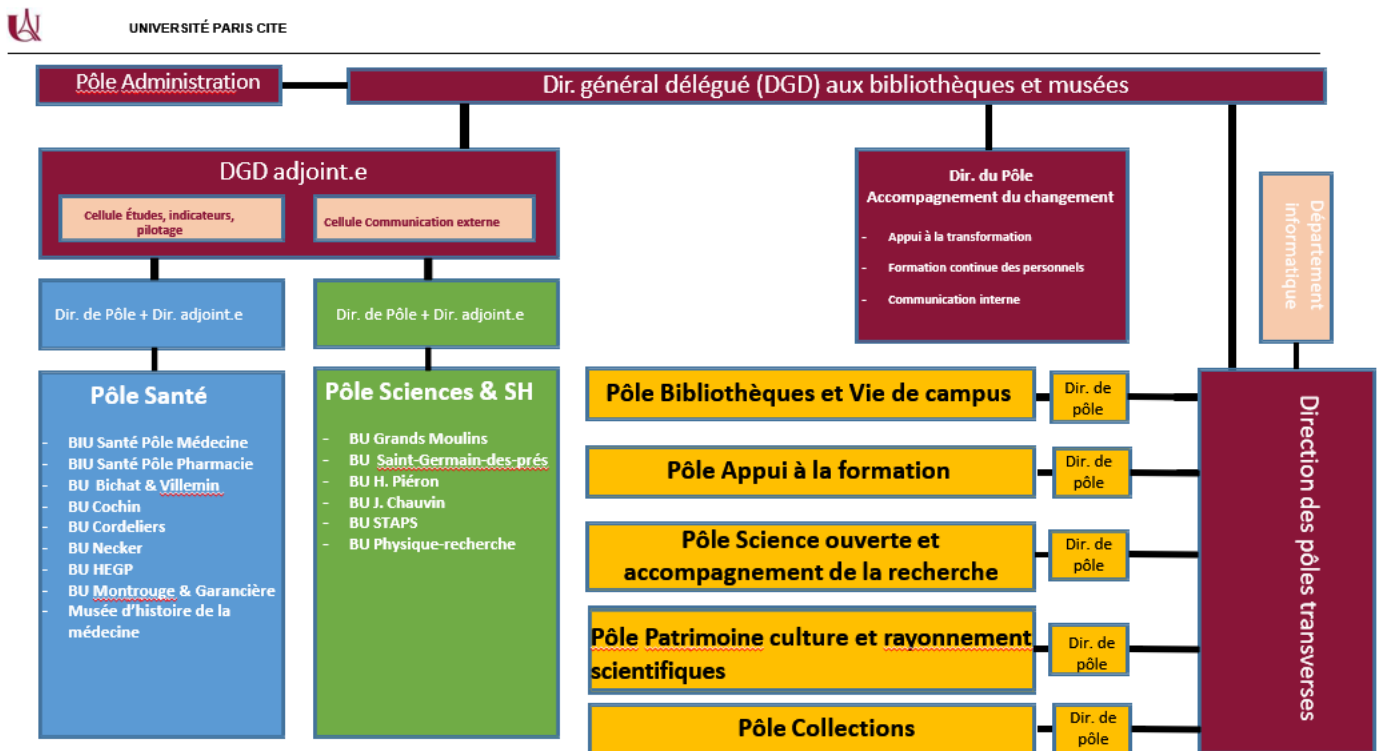 UNIVERSITÉ PARIS CITE
Pôle Administration
Dir. général délégué (DGD) aux bibliothèques et musées
DGD adjoint.e
Cellule Études, indicateurs,
pilotage
Cellule Communication externe
Dir. du Pôle
Accompagnement du changement
- Appui à la transformation
- Formation continue des personnels
- Communication interne
Département
informatique
Dir. de Pôle + Dir. adjoint.e
Dir. de Pôle + Dir. adjoint.e
Pôle Santé
- BIU Santé Pôle Médecine
- BIU Santé Pôle Pharmacie
- BU Bichat & Villemin
- BU Cochin
- BU Cordeliers
- BU Necker
- BU HEGP
- BU Montrouge & Garancière
- Musée d'histoire de la
médecine
Pôle Sciences & SH
- BU Grands Moulins
- BU Saint-Germain-des-prés
- BU H. Piéron
- BU J. Chauvin
- BU STAPS
- BU Physique-recherche
Pôle Bibliothèques et Vie de campus
Dir. de
pôle
Pôle Appui à la formation
Dir. de
pôle
Pôle Science ouverte et
accompagnement de la recherche
Dir. de
pôle
Pôle Patrimoine culture et rayonnement
scientifiques
Dir. de
pôle
Pôle Collections
Dir. de
pôle
Direction des pôles transverses